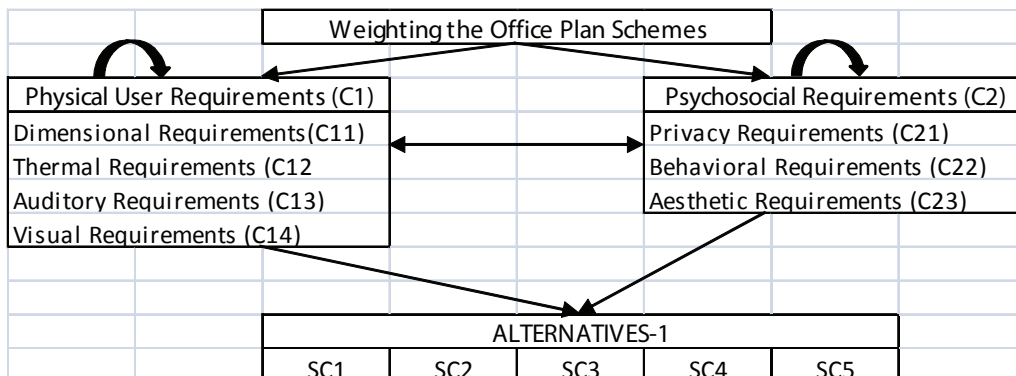 Weighting the Office Plan Schemes
Physical User Requirements (C1)
Dimensional Requirements(C11)
Thermal Requirements (C12
Auditory Requirements (C13)
Visual Requirements (C14)
Psychosocial Requirements (C2)
Privacy Requirements (C21)
Behavioral Requirements (C22)
Aesthetic Requirements (C23)
ALTERNATIVES-1
SC1 SC2 SC3 SC4 SC5